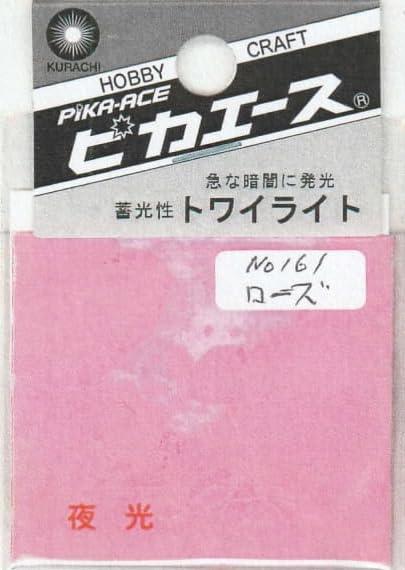 KURACHI
HOBBY CRAFT
PiKA-ACE
ピカエース®
急な暗闇に発光
蓄光性 トワイライト
No161
ローズ
夜光